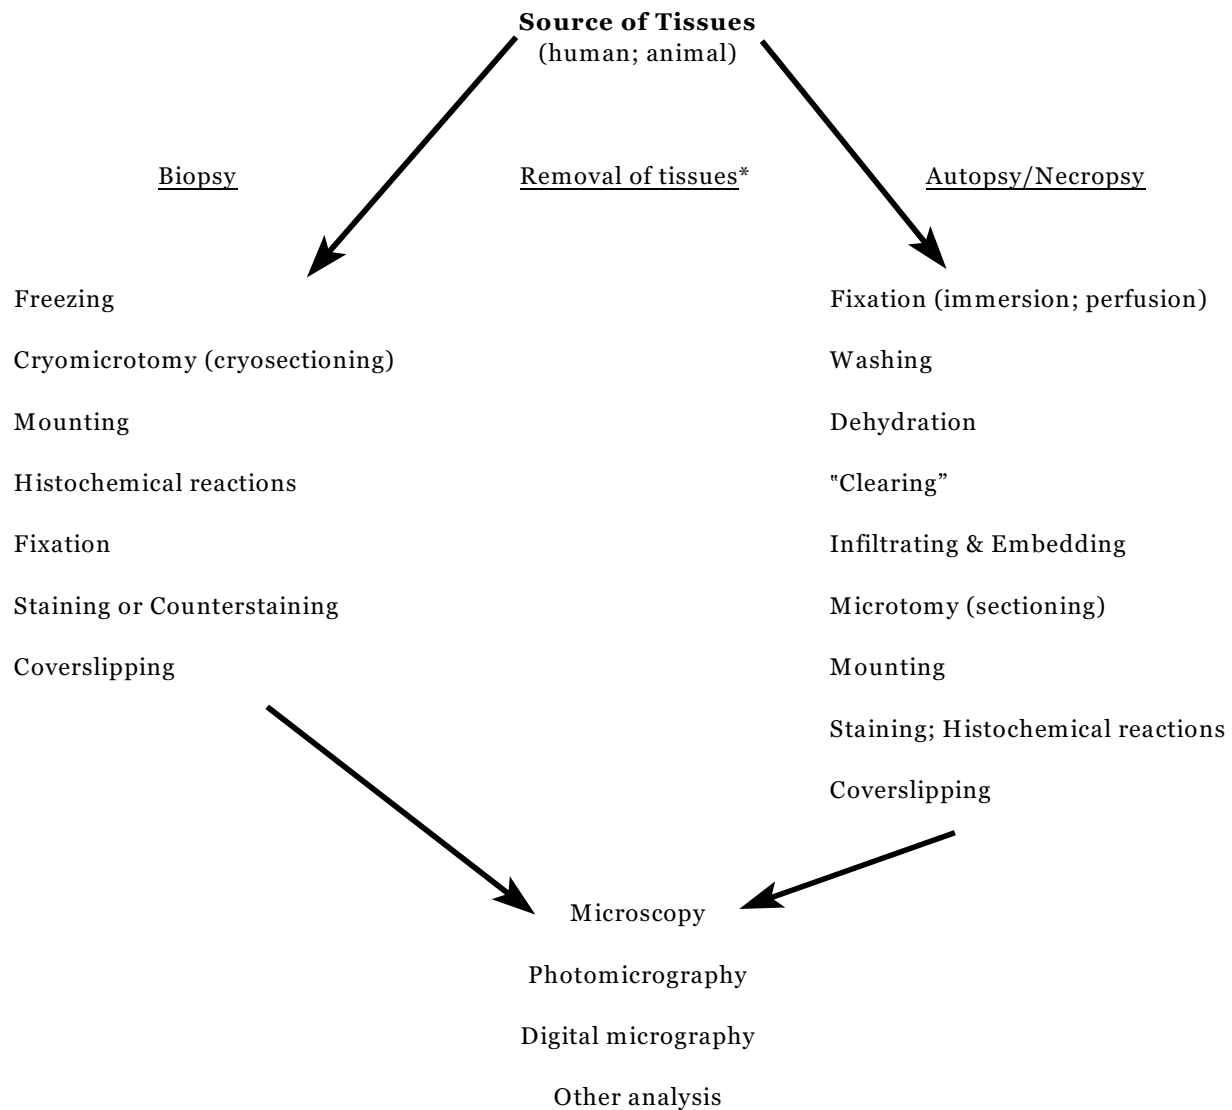 Source of Tissues
(human; animal)
Biopsy
Removal of tissues*
Autopsy/Necropsy
Freezing
Cryomicrotomy (cryosectioning)
Mounting
Histochemical reactions
Fixation
Staining or Counterstaining
Coverslipping
Fixation (immersion; perfusion)
Washing
Dehydration
‟Clearing”
Infiltrating & Embedding
Microtomy (sectioning)
Mounting
Staining; Histochemical reactions
Coverslipping
Microscopy
Photomicrography
Digital micrography
Other analysis